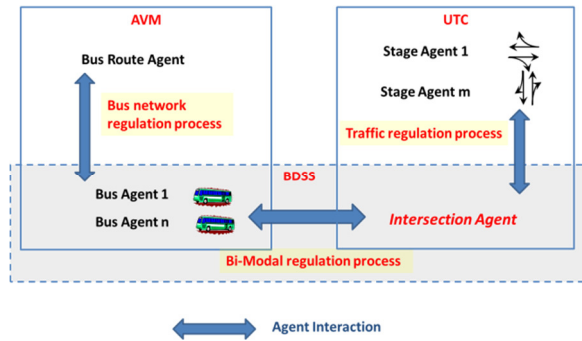 AVM
UTC
Bus Route Agent
Stage Agent 1
Stage Agent m
Bus network
regulation process
Traffic regulation process
BDSS
Bus Agent 1
Bus Agent n
Intersection Agent
Bi-Modal regulation process
Agent Interaction